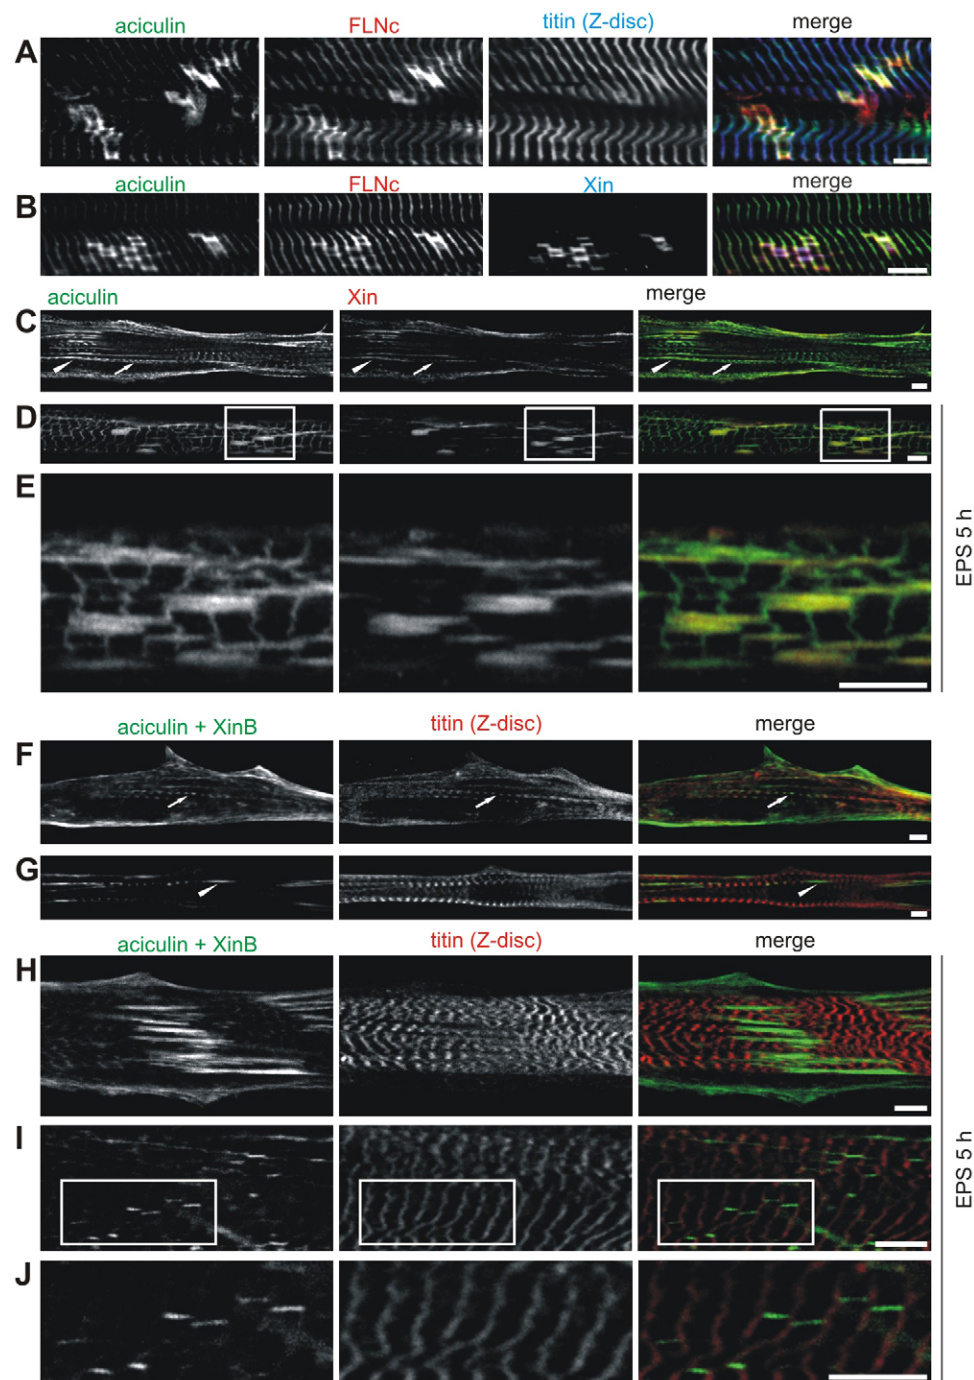 aciculin FLNc titin (Z-disc) merge
A
aciculin FLNc Xin merge
B
aciculin Xin merge
C
D
E
EPS 5 h
aciculin + XinB titin (Z-disc) merge
F
G
aciculin + XinB titin (Z-disc) merge
H
I
J
EPS 5 h